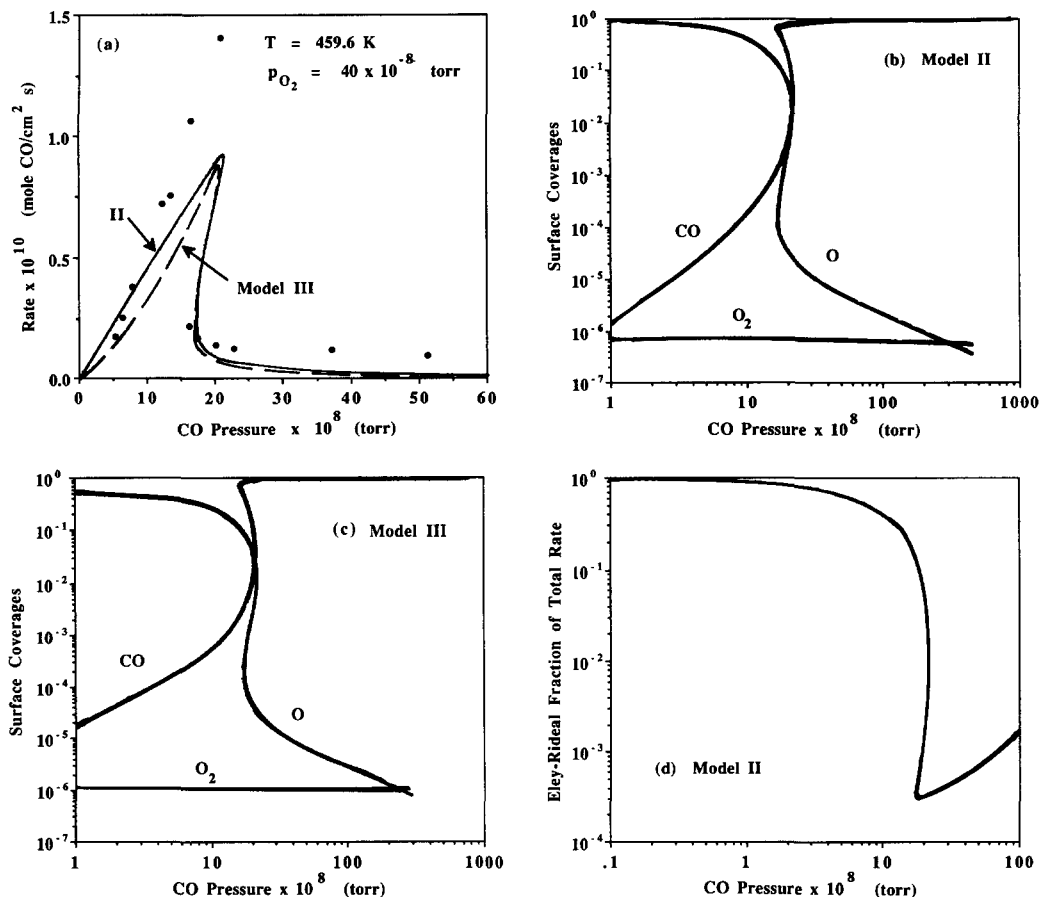 (a)
T = 459.6 K
p O2 = 40 x 10^-8 torr
Rate x 10^10 (mole CO/cm^2 s)
1.5
1.0
0.5
0.0
II
Model III
0 10 20 30 40 50 60
CO Pressure x 10^8 (torr)
(b) Model II
Surface Coverages
10^0
10^-1
10^-2
10^-3
10^-4
10^-5
10^-6
10^-7
CO
O
O2
1 10 100 1000
CO Pressure x 10^8 (torr)
(c) Model III
Surface Coverages
10^0
10^-1
10^-2
10^-3
10^-4
10^-5
10^-6
10^-7
CO
O
O2
1 10 100 1000
CO Pressure x 10^8 (torr)
(d) Model II
Eley-Rideal Fraction of Total Rate
10^0
10^-1
10^-2
10^-3
10^-4
.1 1 10 100
CO Pressure x 10^8 (torr)